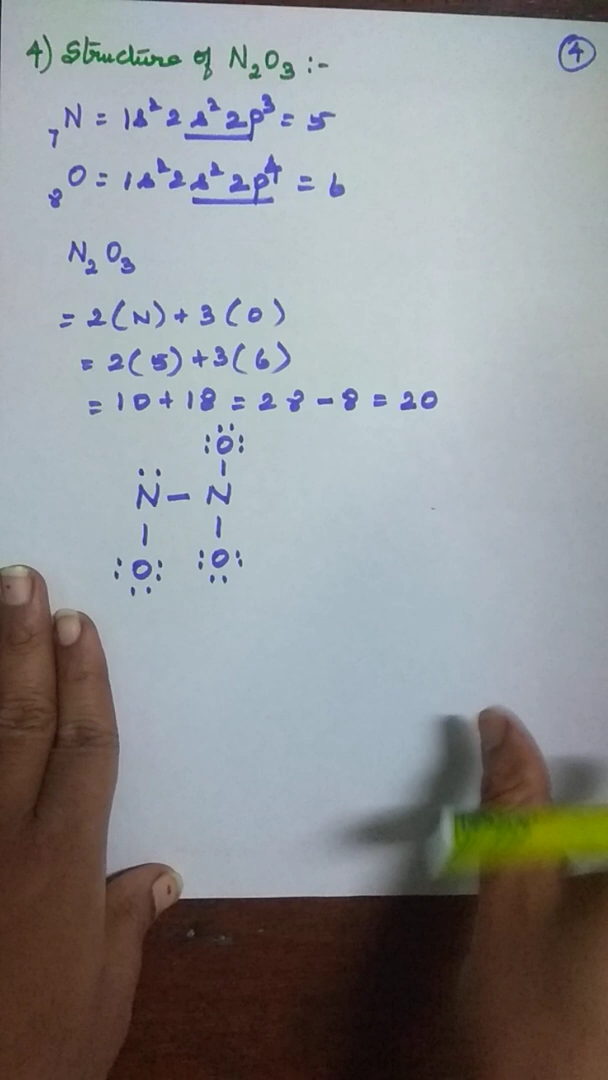 4) Structure of N₂O₃ :-
④
₇N = 1s² 2s² 2p³ = 5
₈O = 1s² 2s² 2p⁴ = 6
N₂O₃
= 2(N) + 3(O)
= 2(5) + 3(6)
= 10 + 18 = 28 - 8 = 20
:Ö:
|
N̈ - N
| |
:O: :O:
.. ..